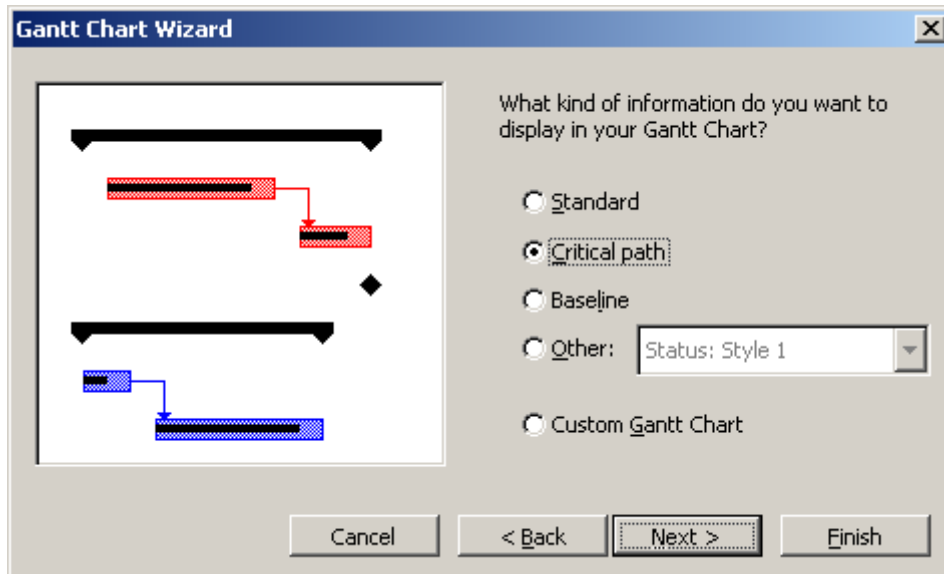 Gantt Chart Wizard
What kind of information do you want to
display in your Gantt Chart?
Standard
Critical path
Baseline
Other:
Status: Style 1
Custom Gantt Chart
Cancel
< Back
Next >
Finish